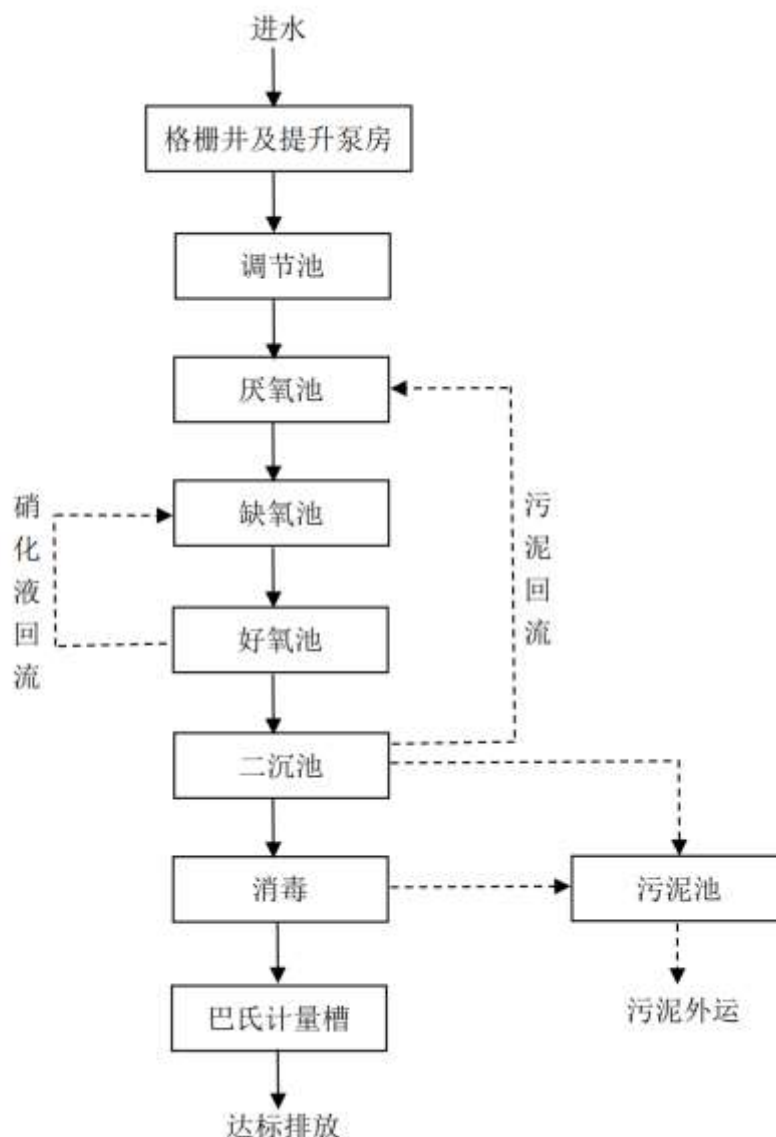 进水
格栅井及提升泵房
调节池
厌氧池
缺氧池
硝化液回流
污泥回流
好氧池
二沉池
消毒
污泥池
巴氏计量槽
污泥外运
达标排放